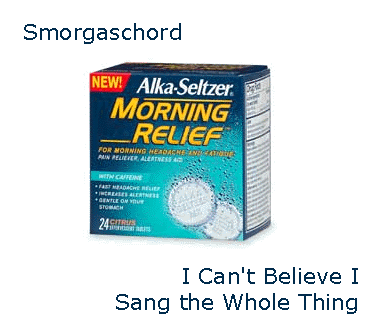 Smorgaschord
NEW!
Alka-Seltzer
MORNING
RELIEF™
FOR MORNING HEADACHE AND FATIGUE
PAIN RELIEVER, ALERTNESS AID
WITH CAFFEINE
• FAST HEADACHE RELIEF
• INCREASES ALERTNESS
• GENTLE ON YOUR
STOMACH
24 CITRUS
EFFERVESCENT TABLETS
I Can't Believe I
Sang the Whole Thing